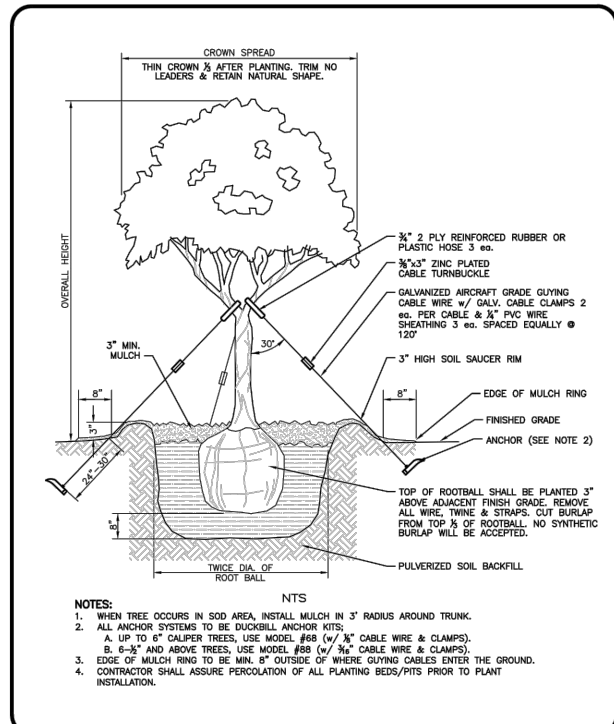 CROWN SPREAD
THIN CROWN ⅓ AFTER PLANTING. TRIM NO
LEADERS & RETAIN NATURAL SHAPE.
OVERALL HEIGHT
¾" 2 PLY REINFORCED RUBBER OR
PLASTIC HOSE 3 ea.
⅜"x3" ZINC PLATED
CABLE TURNBUCKLE
GALVANIZED AIRCRAFT GRADE GUYING
CABLE WIRE w/ GALV. CABLE CLAMPS 2
ea. PER CABLE & ¼" PVC WIRE
SHEATHING 3 ea. SPACED EQUALLY @
120°
30°
3" MIN.
MULCH
3" HIGH SOIL SAUCER RIM
8"
8"
EDGE OF MULCH RING
3"
FINISHED GRADE
ANCHOR (SEE NOTE 2)
24"-30"
TOP OF ROOTBALL SHALL BE PLANTED 3"
ABOVE ADJACENT FINISH GRADE. REMOVE
ALL WIRE, TWINE & STRAPS. CUT BURLAP
FROM TOP ⅓ OF ROOTBALL. NO SYNTHETIC
BURLAP WILL BE ACCEPTED.
8"
PULVERIZED SOIL BACKFILL
TWICE DIA. OF
ROOT BALL
NTS
NOTES:
1. WHEN TREE OCCURS IN SOD AREA, INSTALL MULCH IN 3' RADIUS AROUND TRUNK.
2. ALL ANCHOR SYSTEMS TO BE DUCKBILL ANCHOR KITS;
A. UP TO 6" CALIPER TREES, USE MODEL #68 (w/ ⅛" CABLE WIRE & CLAMPS).
B. 6-½" AND ABOVE TREES, USE MODEL #88 (w/ 3⁄16" CABLE WIRE & CLAMPS).
3. EDGE OF MULCH RING TO BE MIN. 8" OUTSIDE OF WHERE GUYING CABLES ENTER THE GROUND.
4. CONTRACTOR SHALL ASSURE PERCOLATION OF ALL PLANTING BEDS/PITS PRIOR TO PLANT
INSTALLATION.